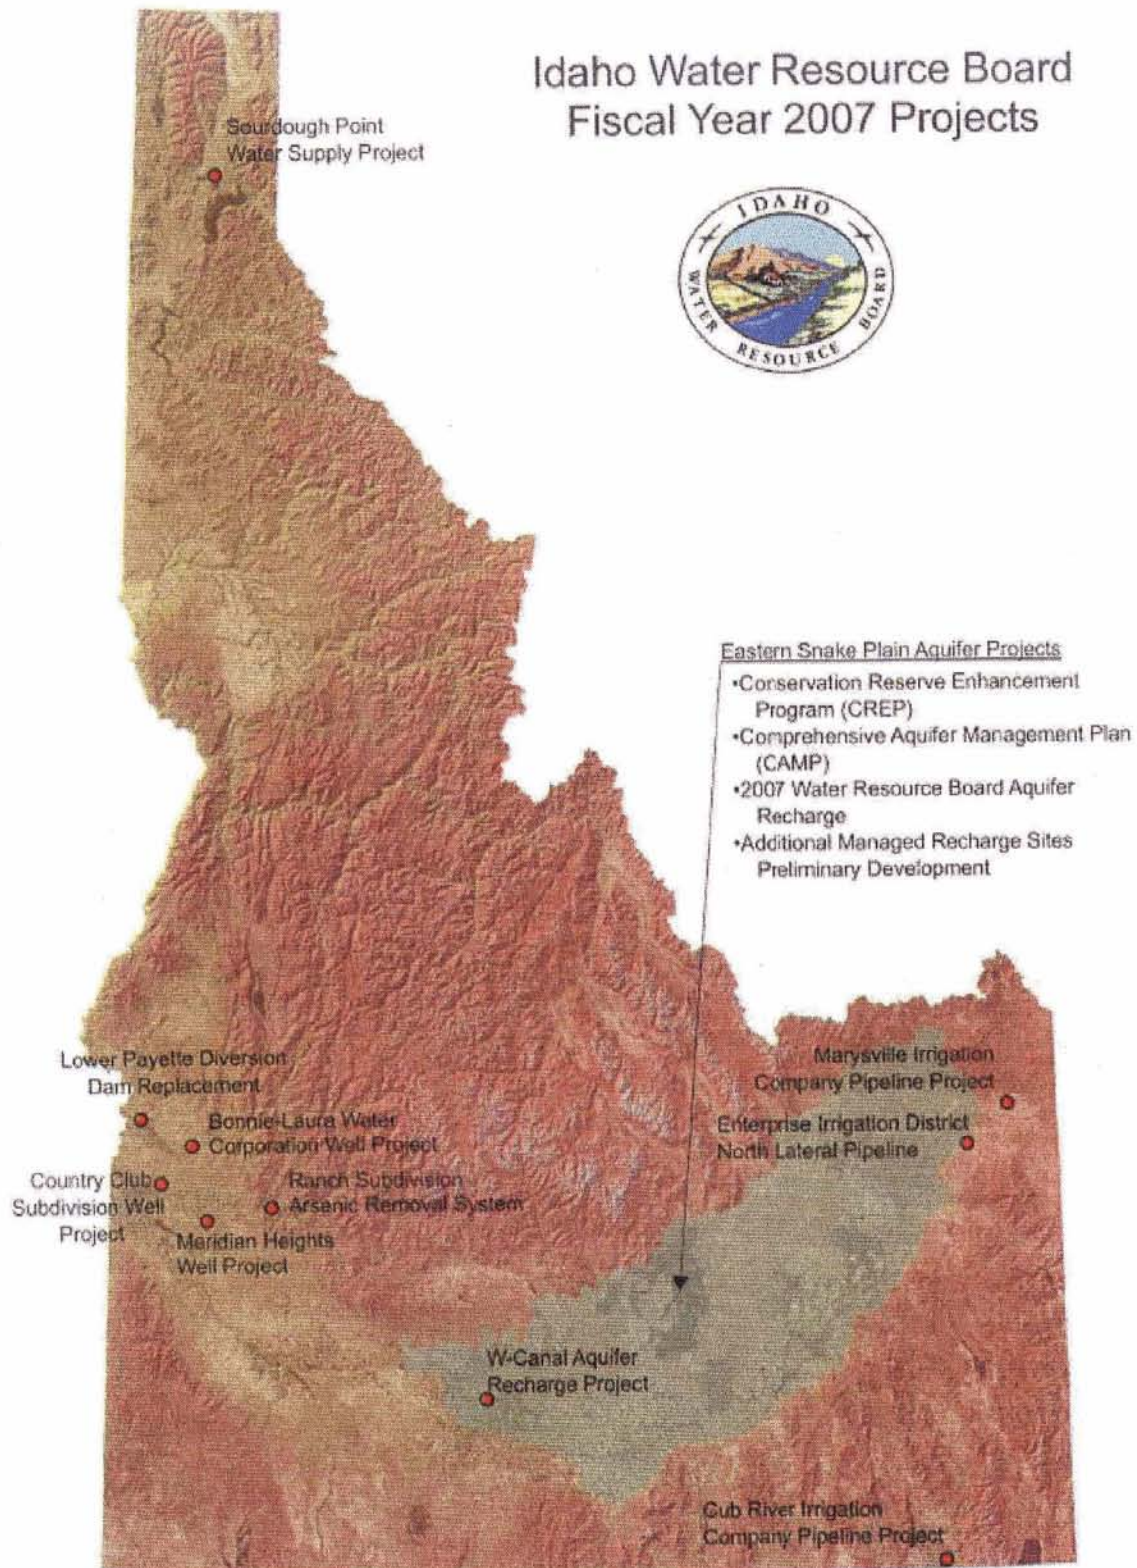 Idaho Water Resource Board
Fiscal Year 2007 Projects
IDAHO
WATER RESOURCE BOARD
Sourdough Point
Water Supply Project
Eastern Snake Plain Aquifer Projects
•Conservation Reserve Enhancement
Program (CREP)
•Comprehensive Aquifer Management Plan
(CAMP)
•2007 Water Resource Board Aquifer
Recharge
•Additional Managed Recharge Sites
Preliminary Development
Lower Payette Diversion
Dam Replacement
Bonnie-Laura Water
Corporation Well Project
Country Club
Subdivision Well
Project
Ranch Subdivision
Arsenic Removal System
Meridian Heights
Well Project
Marysville Irrigation
Company Pipeline Project
Enterprise Irrigation District
North Lateral Pipeline
W-Canal Aquifer
Recharge Project
Cub River Irrigation
Company Pipeline Project